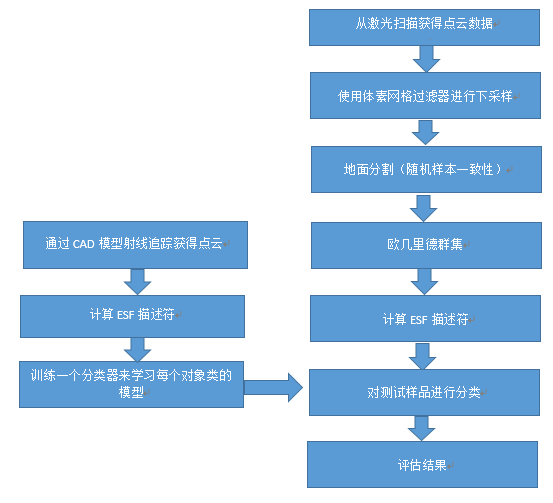 从激光扫描获得点云数据
使用体素网格过滤器进行下采样
地面分割（随机样本一致性）
欧几里德群集
通过 CAD 模型射线追踪获得点云
计算 ESF 描述符
计算 ESF 描述符
训练一个分类器来学习每个对象类的
模型
对测试样品进行分类
评估结果